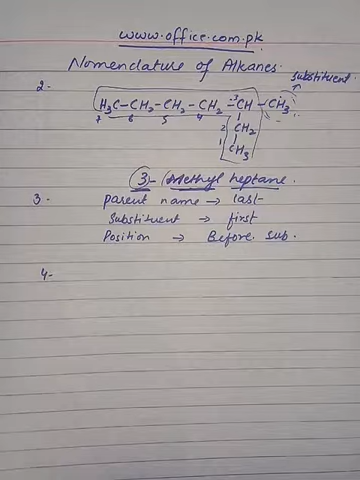 www.office.com.pk
Nomenclature of Alkanes.
substituent
2-
H3C-CH2-CH2-CH2-CH-CH3
7 6 5 4 3
2 CH2
1 CH3
3-Methyl heptane
3- parent name → last
substituent → first
Position → Before sub.
4-